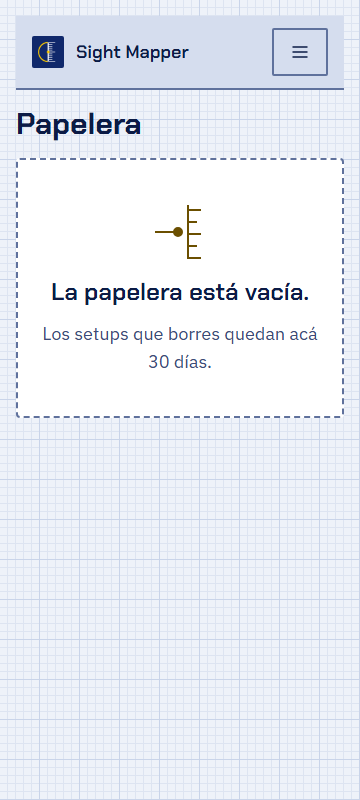 Sight Mapper
Papelera
La papelera está vacía.
Los setups que borres quedan acá
30 días.